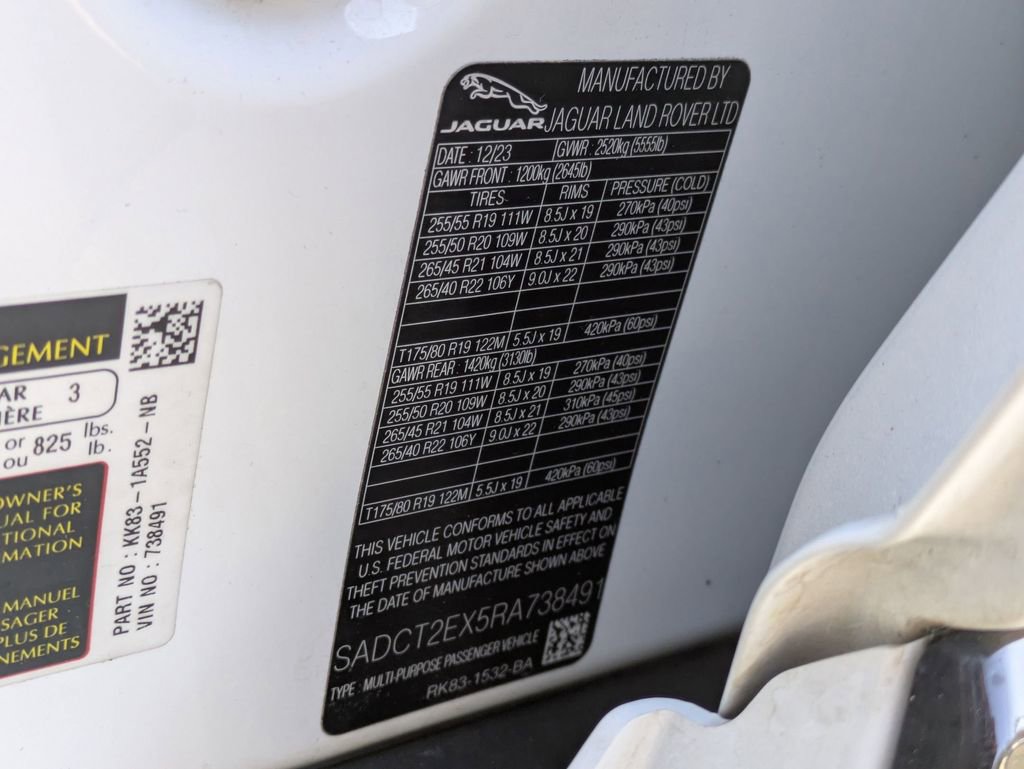 GEMENT
AR 3
IÈRE
or 825 lbs.
ou lb.
OWNER'S
UAL FOR
TIONAL
MATION
MANUEL
SAGER
PLUS DE
NEMENTS
PART NO : KK83-1A552-NB
VIN NO : 738491
JAGUAR
MANUFACTURED BY
JAGUAR LAND ROVER LTD
DATE : 12/23 GVWR : 2520kg (5555lb)
GAWR FRONT : 1200kg (2645lb)
TIRES RIMS PRESSURE (COLD)
255/55 R19 111W 8.5J x 19 270kPa (40psi)
255/50 R20 109W 8.5J x 20 290kPa (43psi)
265/45 R21 104W 8.5J x 21 290kPa (43psi)
265/40 R22 106Y 9.0J x 22 290kPa (43psi)
T175/80 R19 122M 5.5J x 19 420kPa (60psi)
GAWR REAR : 1420kg (3130lb)
255/55 R19 111W 8.5J x 19 270kPa (40psi)
255/50 R20 109W 8.5J x 20 290kPa (43psi)
265/45 R21 104W 8.5J x 21 310kPa (45psi)
265/40 R22 106Y 9.0J x 22 290kPa (43psi)
T175/80 R19 122M 5.5J x 19 420kPa (60psi)
THIS VEHICLE CONFORMS TO ALL APPLICABLE
U.S. FEDERAL MOTOR VEHICLE SAFETY AND
THEFT PREVENTION STANDARDS IN EFFECT ON
THE DATE OF MANUFACTURE SHOWN ABOVE
SADCT2EX5RA738491
TYPE : MULTI-PURPOSE PASSENGER VEHICLE
RK83-1532-BA